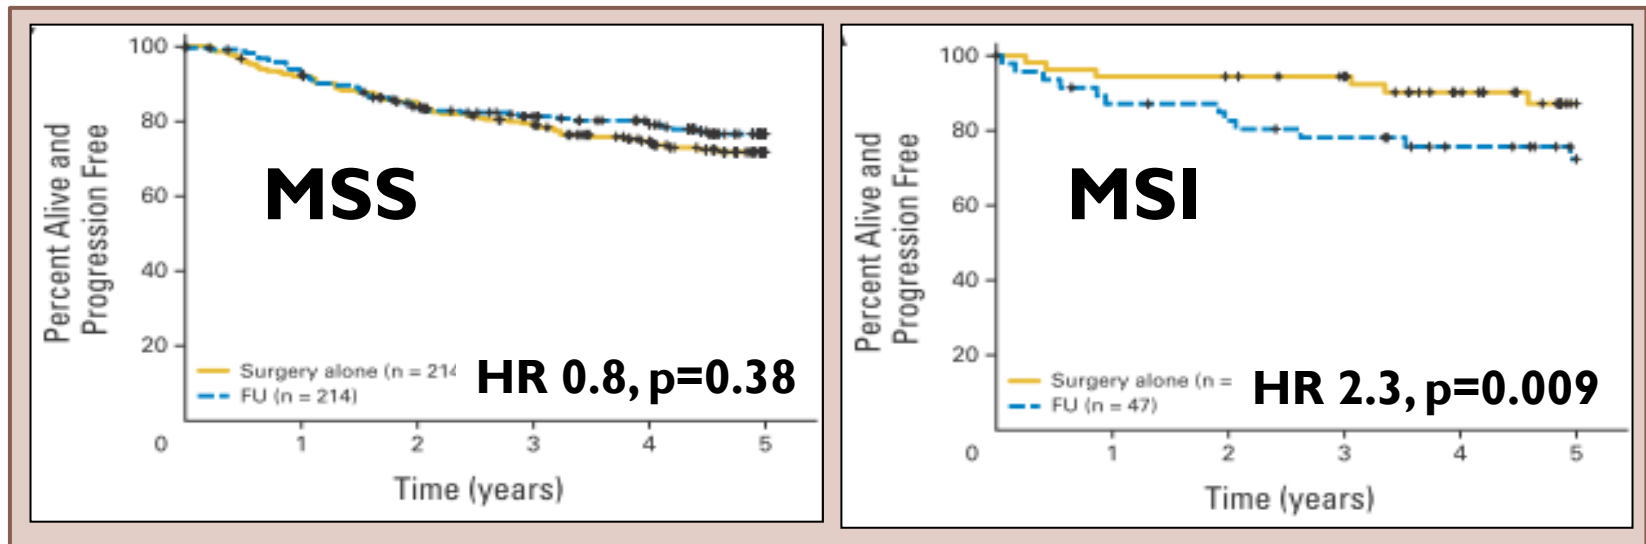 100
80
60
40
20
0
1
2
3
4
5
Percent Alive and
Progression Free
MSS
Surgery alone (n = 214
FU (n = 214)
HR 0.8, p=0.38
Time (years)
100
80
60
40
20
0
1
2
3
4
5
Percent Alive and
Progression Free
MSI
Surgery alone (n =
FU (n = 47)
HR 2.3, p=0.009
Time (years)